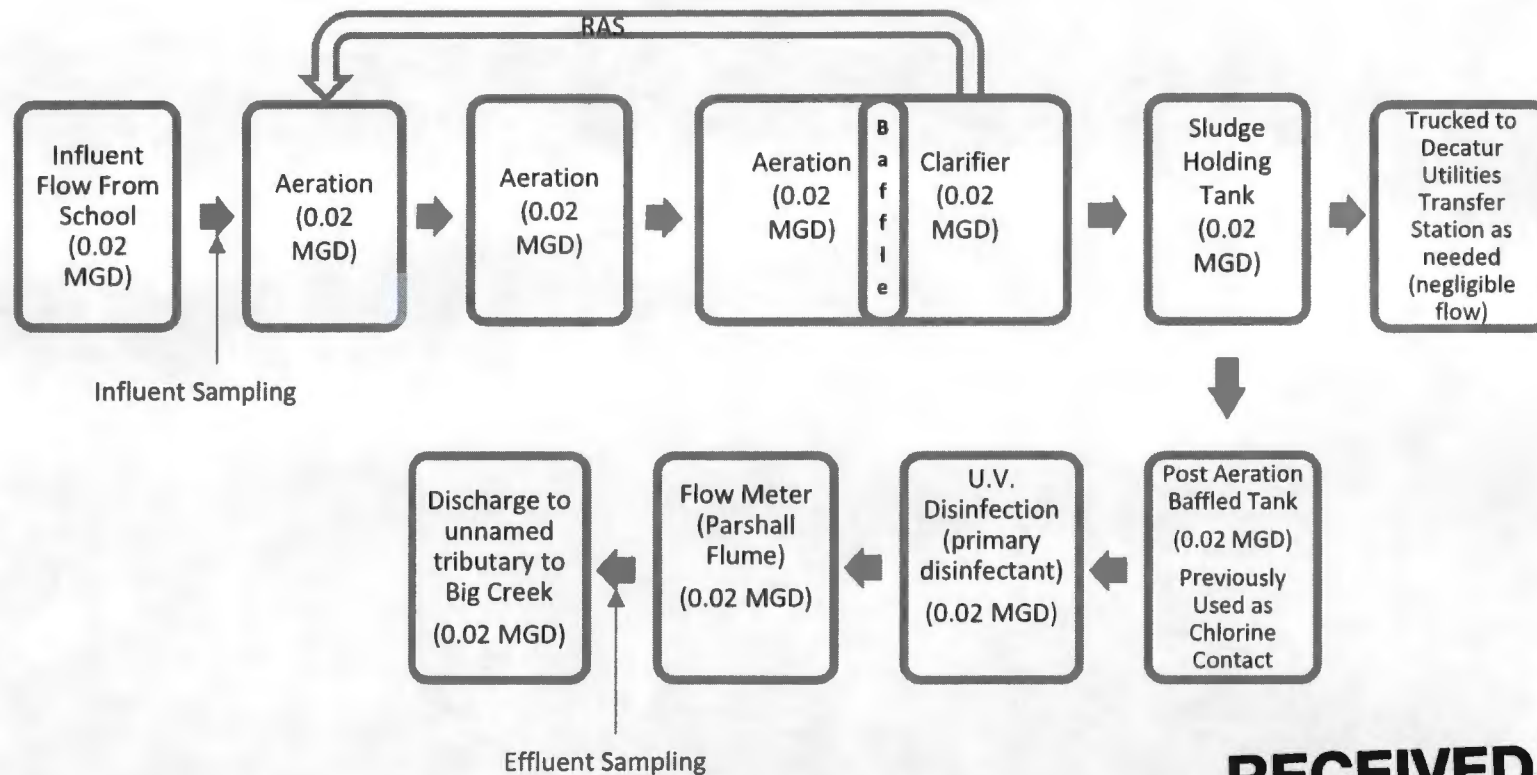 RAS
Influent
Flow From
School
(0.02
MGD)
Aeration
(0.02
MGD)
Aeration
(0.02
MGD)
Aeration
(0.02
MGD)
B
a
f
f
l
e
Clarifier
(0.02
MGD)
Sludge
Holding
Tank
(0.02
MGD)
Trucked to
Decatur
Utilities
Transfer
Station as
needed
(negligible
flow)
Influent Sampling
Discharge to
unnamed
tributary to
Big Creek
(0.02 MGD)
Flow Meter
(Parshall
Flume)
(0.02 MGD)
U.V.
Disinfection
(primary
disinfectant)
(0.02 MGD)
Post Aeration
Baffled Tank
(0.02 MGD)
Previously
Used as
Chlorine
Contact
Effluent Sampling
RECEIVED